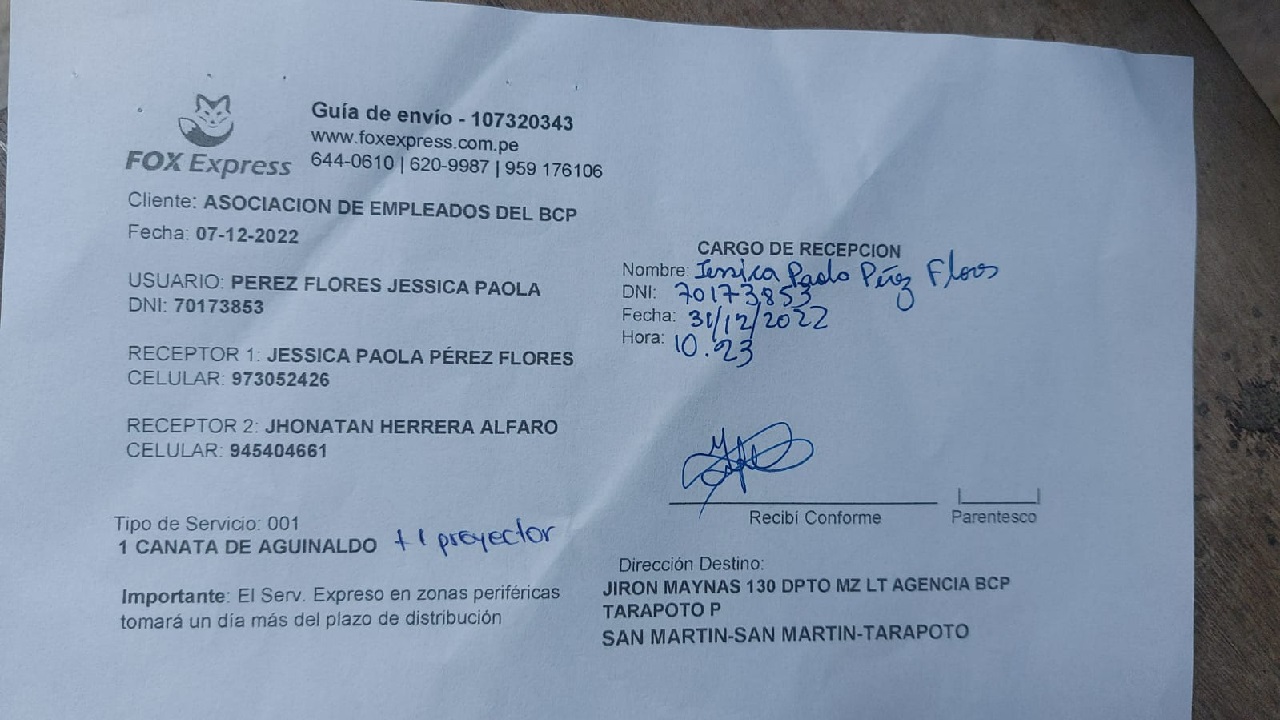 FOX Express
Guía de envío - 107320343
www.foxexpress.com.pe
644-0610 | 620-9987 | 959 176106
Cliente: ASOCIACION DE EMPLEADOS DEL BCP
Fecha: 07-12-2022
USUARIO: PEREZ FLORES JESSICA PAOLA
DNI: 70173853
RECEPTOR 1: JESSICA PAOLA PÉREZ FLORES
CELULAR: 973052426
RECEPTOR 2: JHONATAN HERRERA ALFARO
CELULAR: 945404661
Tipo de Servicio: 001
1 CANATA DE AGUINALDO + 1 proyector
Importante: El Serv. Expreso en zonas periféricas
tomará un día más del plazo de distribución
CARGO DE RECEPCION
Nombre: Jessica Paola Pérez Flores
DNI: 70173853
Fecha: 31/12/2022
Hora: 10.23
Recibí Conforme
Parentesco
Dirección Destino:
JIRON MAYNAS 130 DPTO MZ LT AGENCIA BCP
TARAPOTO P
SAN MARTIN-SAN MARTIN-TARAPOTO